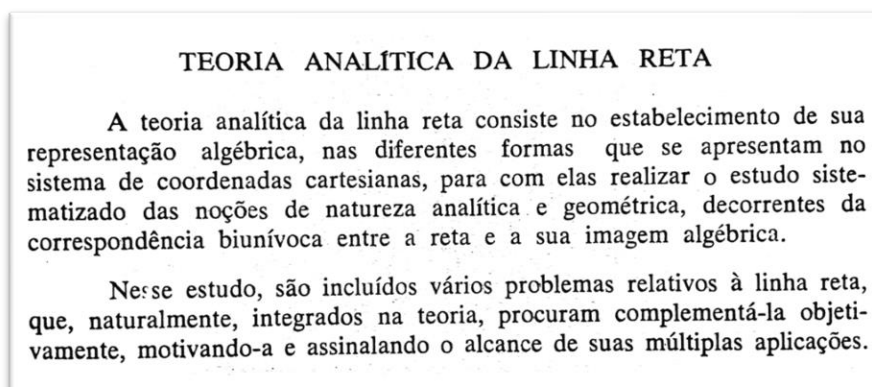 TEORIA ANALÍTICA DA LINHA RETA
A teoria analítica da linha reta consiste no estabelecimento de sua
representação algébrica, nas diferentes formas que se apresentam no
sistema de coordenadas cartesianas, para com elas realizar o estudo siste-
matizado das noções de natureza analítica e geométrica, decorrentes da
correspondência biunívoca entre a reta e a sua imagem algébrica.
Nesse estudo, são incluídos vários problemas relativos à linha reta,
que, naturalmente, integrados na teoria, procuram complementá-la objeti-
vamente, motivando-a e assinalando o alcance de suas múltiplas aplicações.